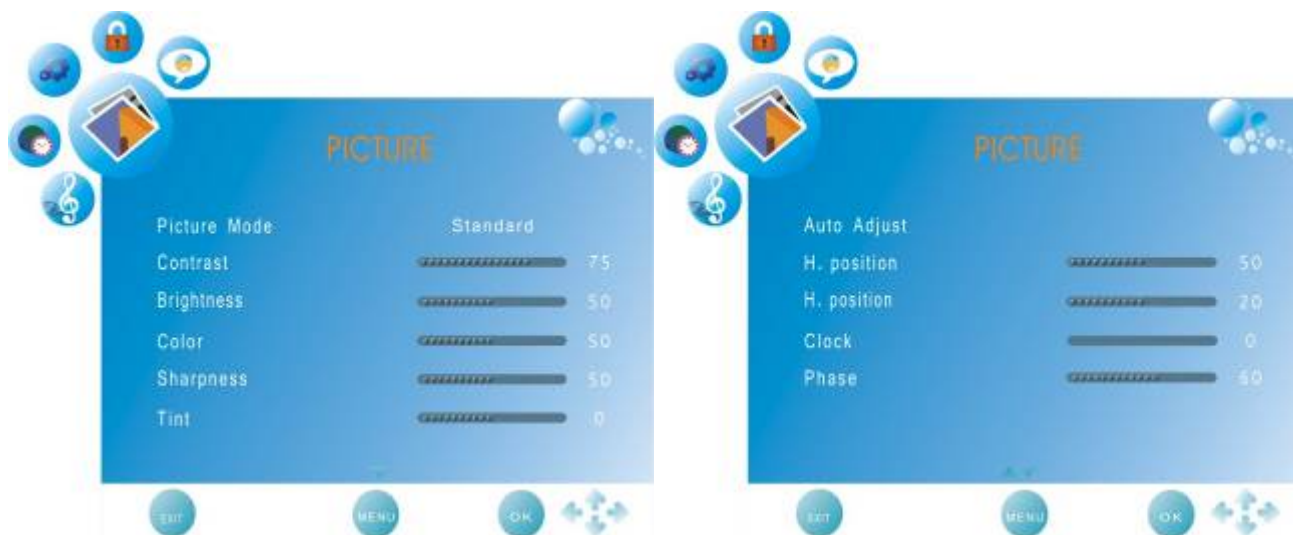 PICTURE
Picture Mode Standard
Contrast 75
Brightness 50
Color 50
Sharpness 50
Tint 0
EXIT MENU OK
PICTURE
Auto Adjust
H. position 50
H. position 20
Clock 0
Phase 60
EXIT MENU OK